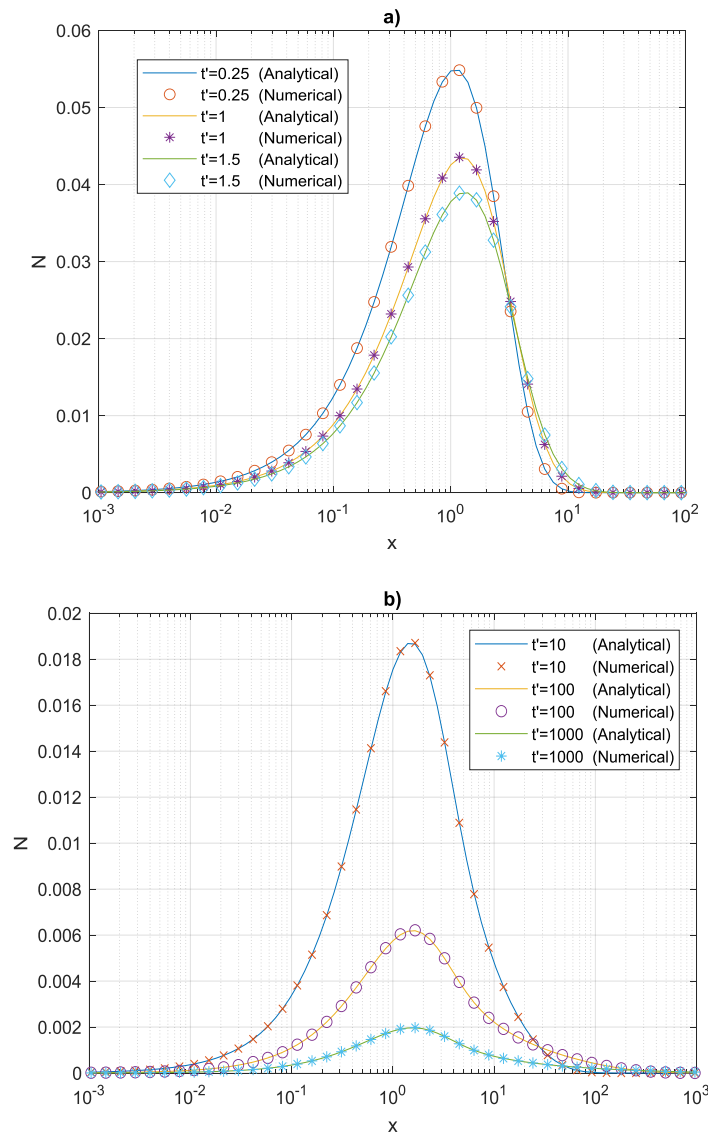 a)
0.06
0.05
0.04
0.03
0.02
0.01
0
N
t'=0.25 (Analytical)
t'=0.25 (Numerical)
t'=1 (Analytical)
t'=1 (Numerical)
t'=1.5 (Analytical)
t'=1.5 (Numerical)
10-3 10-2 10-1 100 101 102
x
b)
0.02
0.018
0.016
0.014
0.012
0.01
0.008
0.006
0.004
0.002
0
N
t'=10 (Analytical)
t'=10 (Numerical)
t'=100 (Analytical)
t'=100 (Numerical)
t'=1000 (Analytical)
t'=1000 (Numerical)
10-3 10-2 10-1 100 101 102 103
x